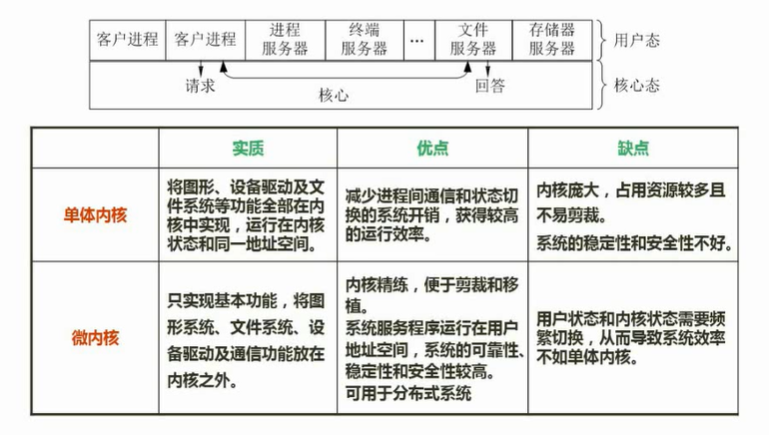 客户进程 客户进程 进程服务器 终端服务器 … 文件服务器 存储器服务器 用户态
请求 核心 回答 核心态
实质 优点 缺点
单体内核
将图形、设备驱动及文
件系统等功能全部在内
核中实现，运行在内核
状态和同一地址空间。
减少进程间通信和状态切
换的系统开销，获得较高
的运行效率。
内核庞大，占用资源较多且
不易剪裁。
系统的稳定性和安全性不好。
微内核
只实现基本功能，将图
形系统、文件系统、设
备驱动及通信功能放在
内核之外。
内核精练，便于剪裁和移
植。
系统服务程序运行在用户
地址空间，系统的可靠性、
稳定性和安全性较高。
可用于分布式系统
用户状态和内核状态需要频
繁切换，从而导致系统效率
不如单体内核。